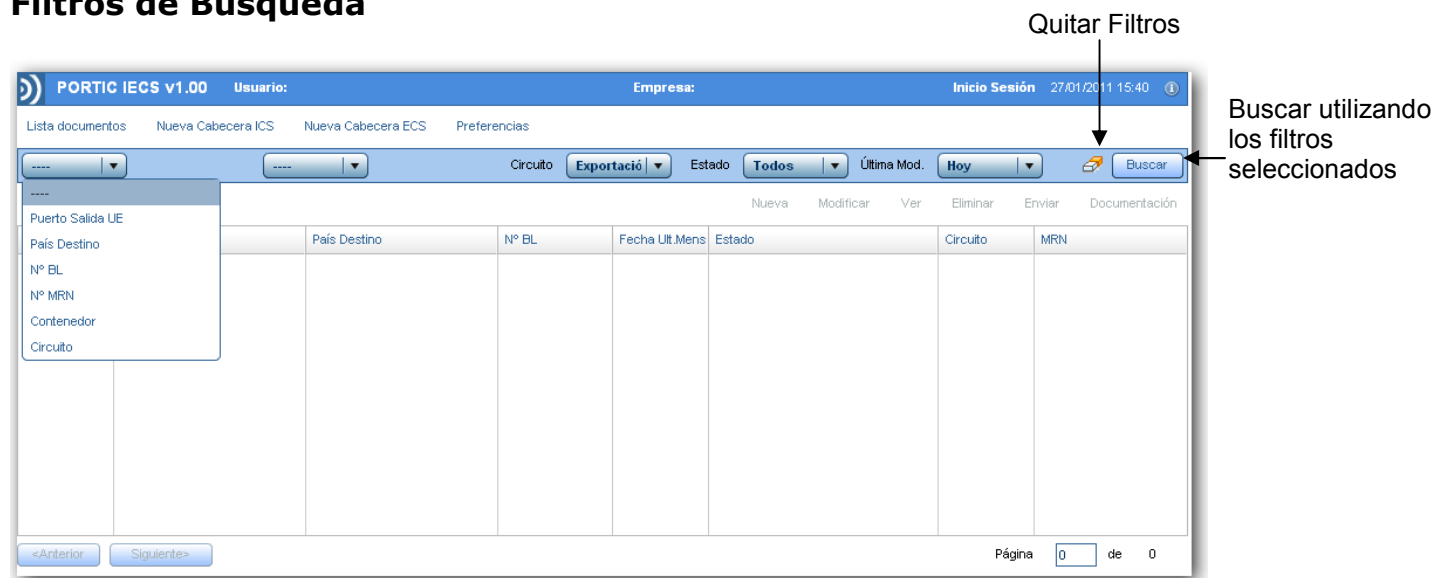 Filtros de Búsqueda
Quitar Filtros
PORTIC IECS v1.00 Usuario: Empresa: Inicio Sesión 27/01/2011 15:40
Buscar utilizando
los filtros
seleccionados
Lista documentos Nueva Cabecera ICS Nueva Cabecera ECS Preferencias
---- ---- Circuito Exportació Estado Todos Última Mod. Hoy Buscar
----
Puerto Salida UE
País Destino
Nº BL
Nº MRN
Contenedor
Circuito
Nueva Modificar Ver Eliminar Enviar Documentación
País Destino Nº BL Fecha Ult.Mens Estado Circuito MRN
<Anterior Siguiente> Página 0 de 0